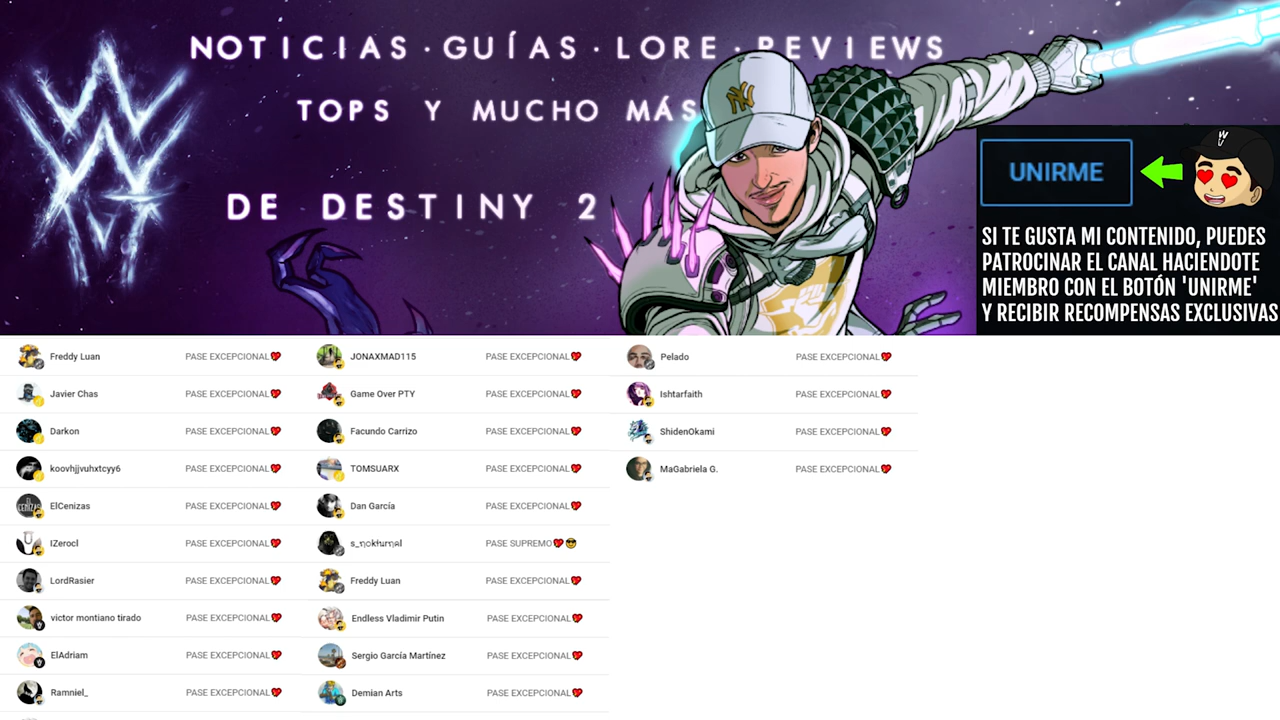 NOTICIAS · GUÍAS · LORE · REVIEWS
TOPS Y MUCHO MÁS
DE DESTINY 2
UNIRME
SI TE GUSTA MI CONTENIDO, PUEDES
PATROCINAR EL CANAL HACIENDOTE
MIEMBRO CON EL BOTÓN 'UNIRME'
Y RECIBIR RECOMPENSAS EXCLUSIVAS
Freddy Luan PASE EXCEPCIONAL
Javier Chas PASE EXCEPCIONAL
Darkon PASE EXCEPCIONAL
koovhjjvuhxtcyy6 PASE EXCEPCIONAL
ElCenizas PASE EXCEPCIONAL
IZerocl PASE EXCEPCIONAL
LordRasier PASE EXCEPCIONAL
victor montiano tirado PASE EXCEPCIONAL
ElAdriam PASE EXCEPCIONAL
Ramniel_ PASE EXCEPCIONAL
JONAXMAD115 PASE EXCEPCIONAL
Game Over PTY PASE EXCEPCIONAL
Facundo Carrizo PASE EXCEPCIONAL
TOMSUARX PASE EXCEPCIONAL
Dan García PASE EXCEPCIONAL
PASE SUPREMO
Freddy Luan PASE EXCEPCIONAL
Endless Vladimir Putin PASE EXCEPCIONAL
Sergio García Martínez PASE EXCEPCIONAL
Demian Arts PASE EXCEPCIONAL
Pelado PASE EXCEPCIONAL
Ishtarfaith PASE EXCEPCIONAL
ShidenOkami PASE EXCEPCIONAL
MaGabriela G. PASE EXCEPCIONAL